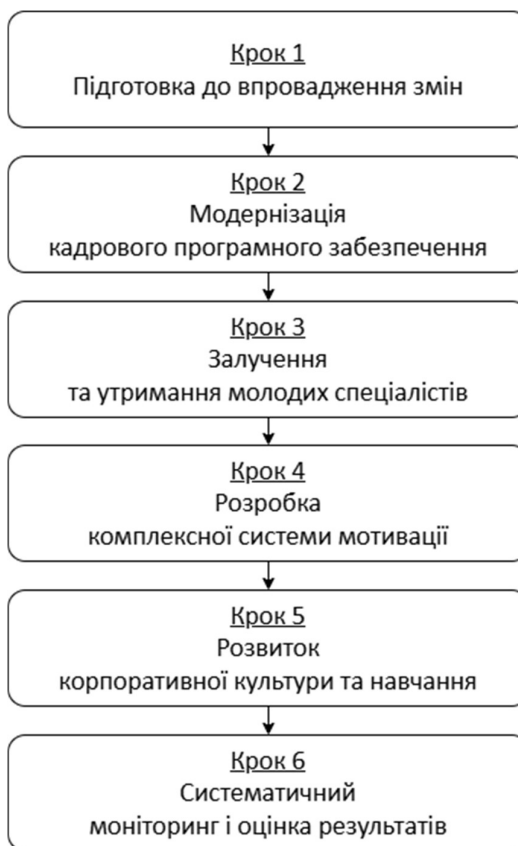 Крок 1
Підготовка до впровадження змін
Крок 2
Модернізація
кадрового програмного забезпечення
Крок 3
Залучення
та утримання молодих спеціалістів
Крок 4
Розробка
комплексної системи мотивації
Крок 5
Розвиток
корпоративної культури та навчання
Крок 6
Систематичний
моніторинг і оцінка результатів